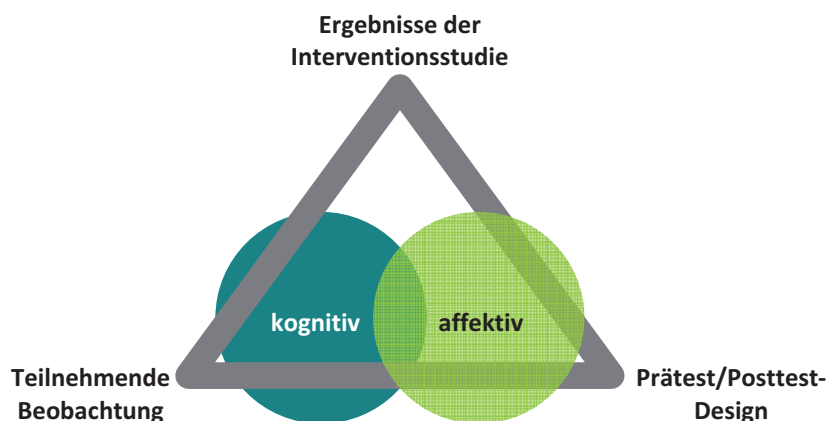 Ergebnisse der
Interventionsstudie
kognitiv
affektiv
Teilnehmende
Beobachtung
Prätest/Posttest-
Design